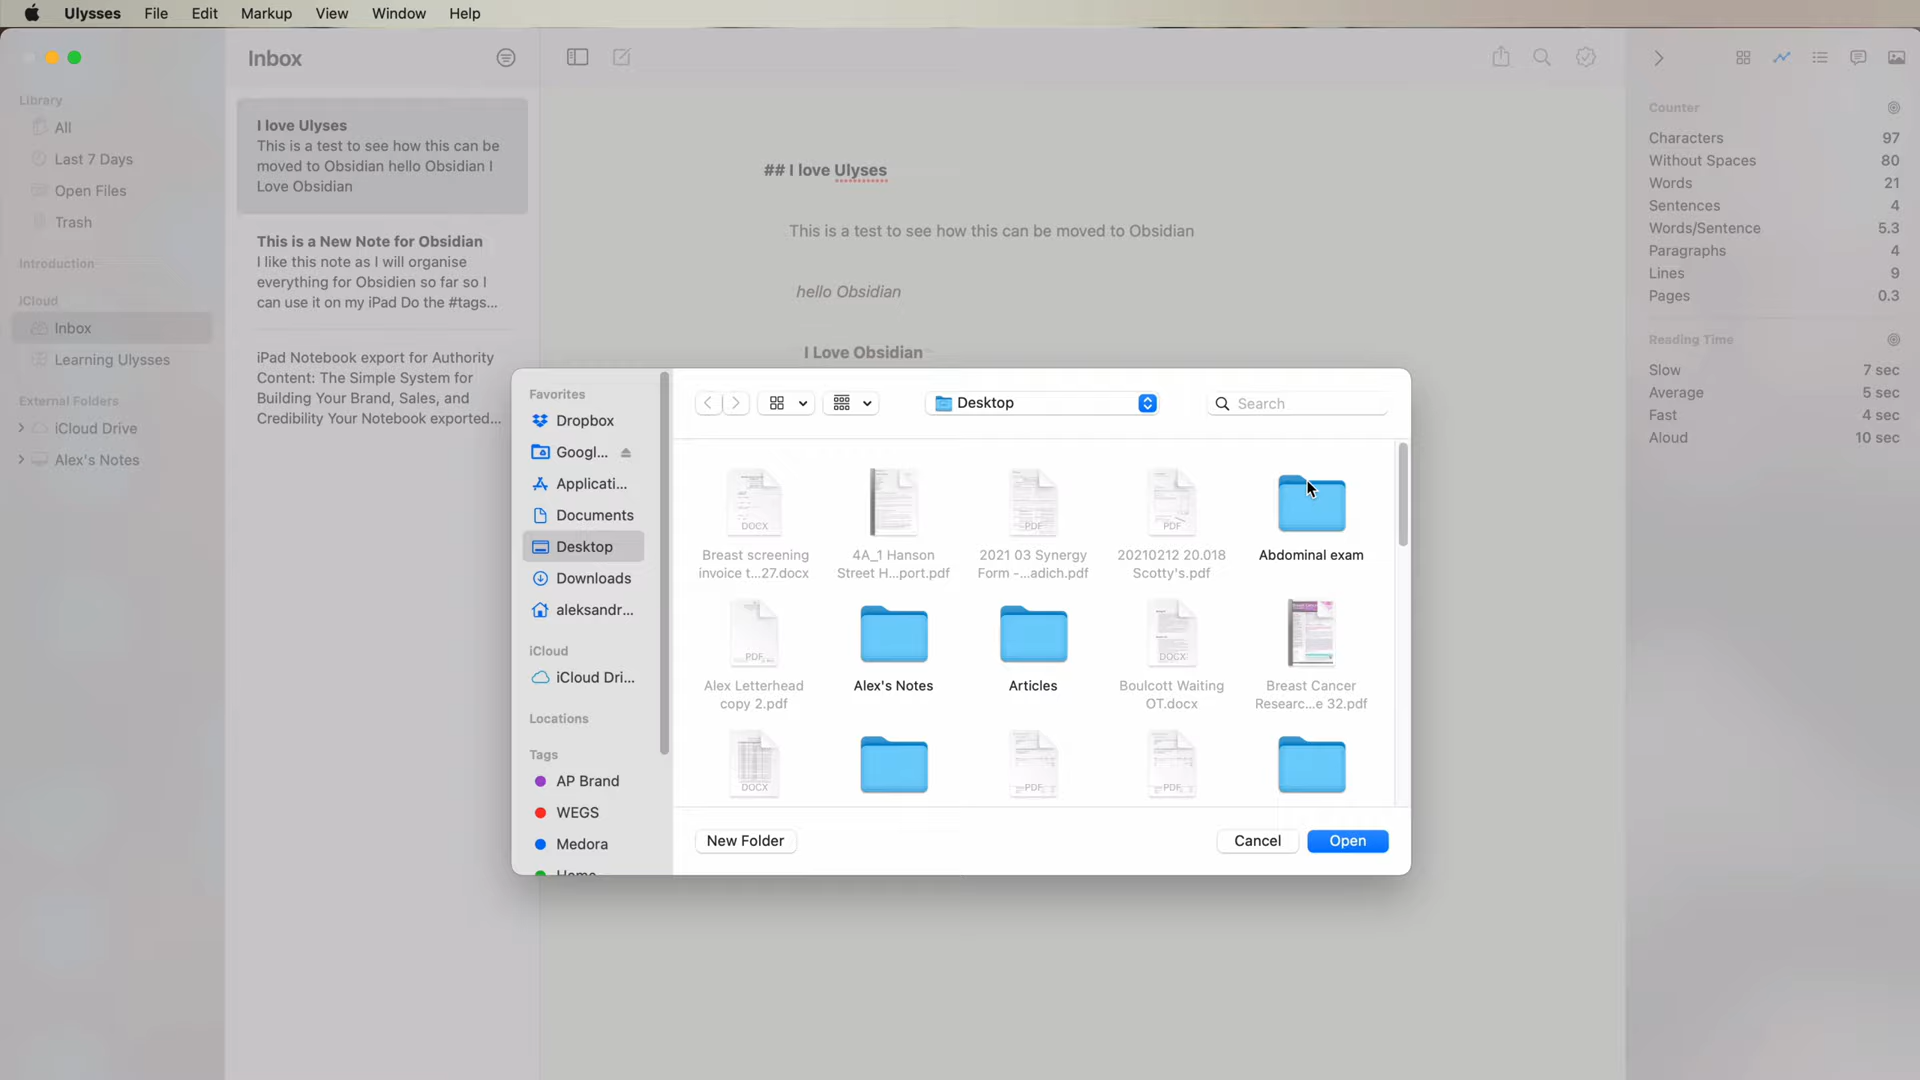 Ulysses File Edit Markup View Window Help
Inbox
Library
All
Last 7 Days
Open Files
Trash
Introduction
iCloud
Inbox
Learning Ulysses
External Folders
iCloud Drive
Alex's Notes
I love Ulyses
This is a test to see how this can be
moved to Obsidian hello Obsidian I
Love Obsidian
This is a New Note for Obsidian
I like this note as I will organise
everything for Obsidien so far so I
can use it on my iPad Do the #tags...
iPad Notebook export for Authority
Content: The Simple System for
Building Your Brand, Sales, and
Credibility Your Notebook exported...
## I love Ulyses
This is a test to see how this can be moved to Obsidian
hello Obsidian
I Love Obsidian
Favorites
Dropbox
Googl...
Applicati...
Documents
Desktop
Downloads
aleksandr...
iCloud
iCloud Dri...
Locations
Tags
AP Brand
WEGS
Medora
Home
Desktop
Search
DOCX
PDF
PDF
Breast screening
invoice t...27.docx
4A_1 Hanson
Street H...port.pdf
2021 03 Synergy
Form -...adich.pdf
20210212 20.018
Scotty's.pdf
Abdominal exam
PDF
DOCX
Alex Letterhead
copy 2.pdf
Alex's Notes
Articles
Boulcott Waiting
OT.docx
Breast Cancer
Researc...e 32.pdf
DOCX
PDF
PDF
New Folder
Cancel
Open
Counter
Characters 97
Without Spaces 80
Words 21
Sentences 4
Words/Sentence 5.3
Paragraphs 4
Lines 9
Pages 0.3
Reading Time
Slow 7 sec
Average 5 sec
Fast 4 sec
Aloud 10 sec